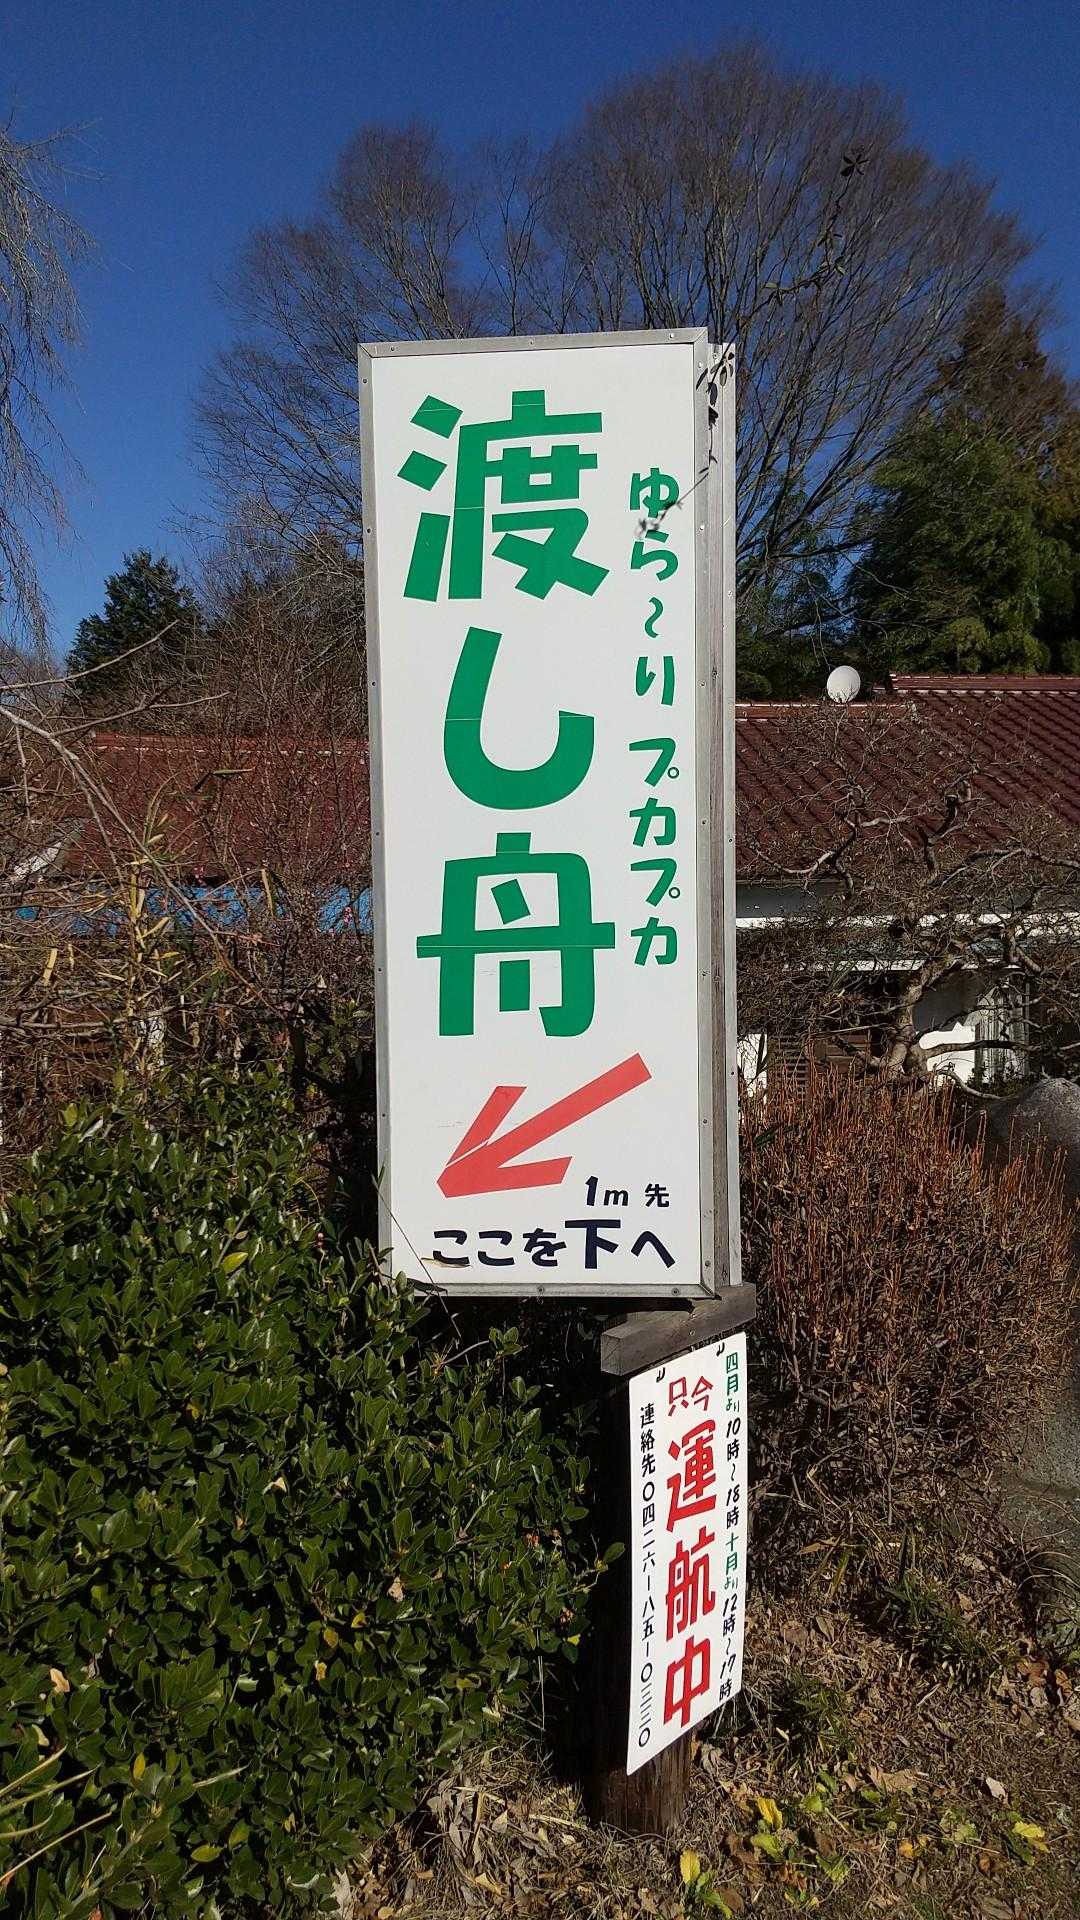 ゆら〜り プカプカ
渡し舟
1m 先
ここを下へ
四月より10時〜18時十月より12時〜17時
只今
運航中
連絡先〇四二六ー八五ー〇三三〇